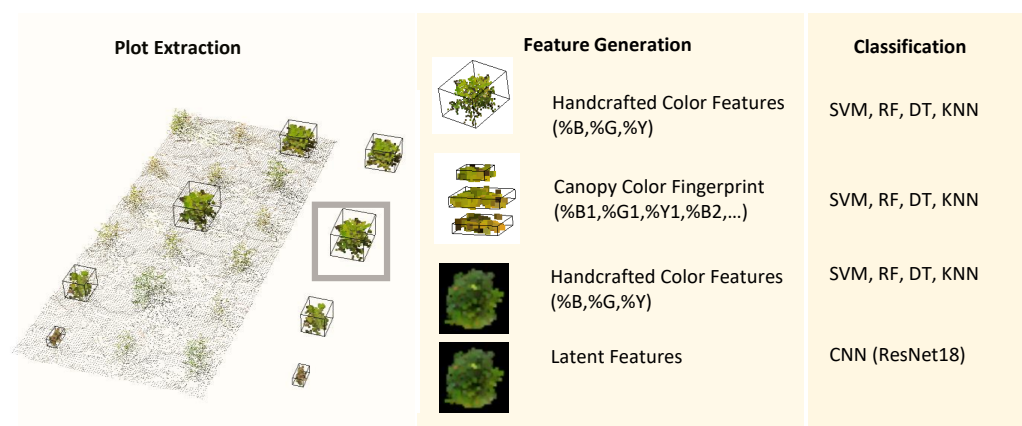 Plot Extraction
Feature Generation
Classification
Handcrafted Color Features
(%B,%G,%Y)
SVM, RF, DT, KNN
Canopy Color Fingerprint
(%B1,%G1,%Y1,%B2,...)
SVM, RF, DT, KNN
Handcrafted Color Features
(%B,%G,%Y)
SVM, RF, DT, KNN
Latent Features
CNN (ResNet18)